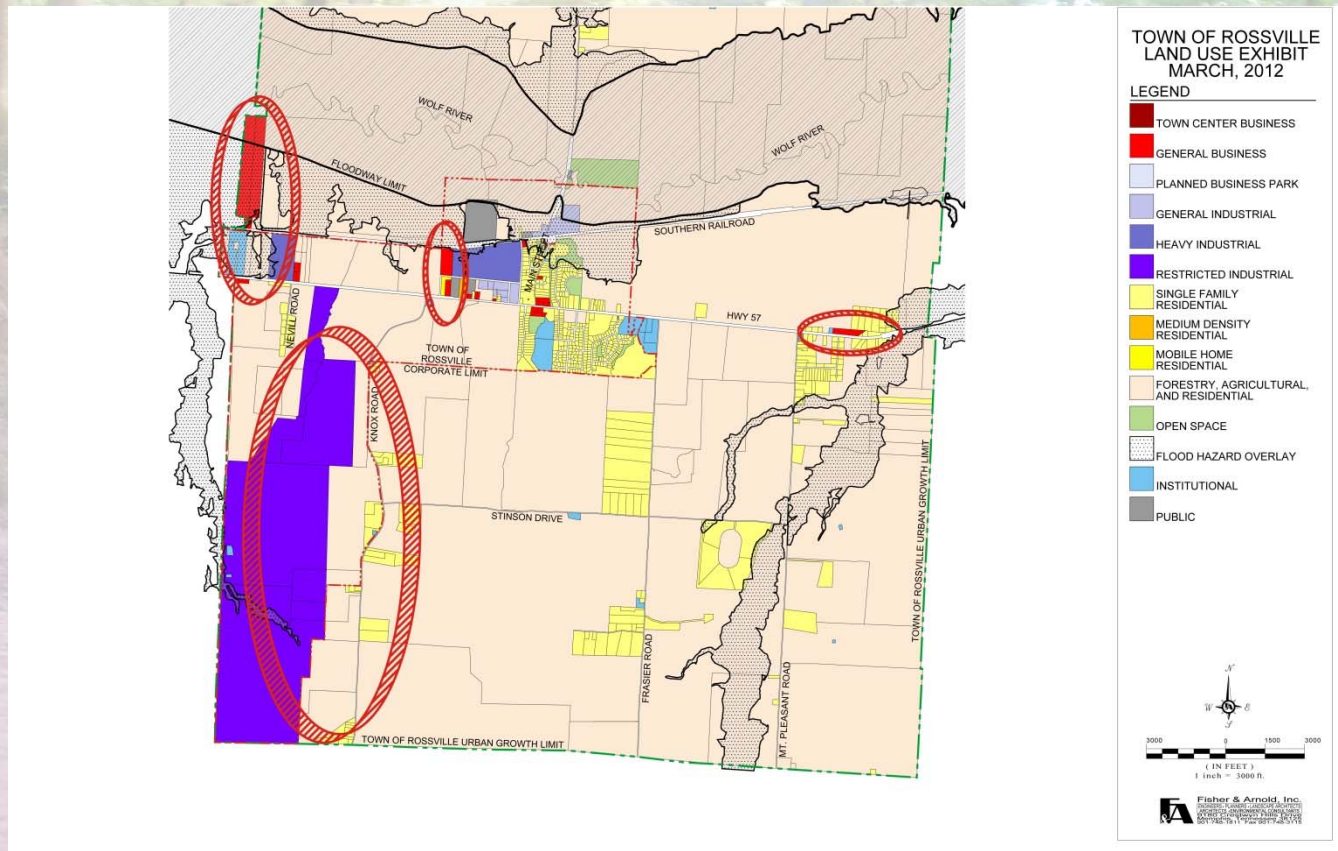 TOWN OF ROSSVILLE
LAND USE EXHIBIT
MARCH, 2012
LEGEND
TOWN CENTER BUSINESS
GENERAL BUSINESS
PLANNED BUSINESS PARK
GENERAL INDUSTRIAL
HEAVY INDUSTRIAL
RESTRICTED INDUSTRIAL
SINGLE FAMILY
RESIDENTIAL
MEDIUM DENSITY
RESIDENTIAL
MOBILE HOME
RESIDENTIAL
FORESTRY, AGRICULTURAL,
AND RESIDENTIAL
OPEN SPACE
FLOOD HAZARD OVERLAY
INSTITUTIONAL
PUBLIC
WOLF RIVER
WOLF RIVER
FLOODWAY LIMIT
SOUTHERN RAILROAD
MAIN STREET
HWY 57
NEVILL ROAD
TOWN OF
ROSSVILLE
CORPORATE LIMIT
KNOX ROAD
STINSON DRIVE
FRASIER ROAD
MT. PLEASANT ROAD
TOWN OF ROSSVILLE URBAN GROWTH LIMIT
TOWN OF ROSSVILLE URBAN GROWTH LIMIT
N
W E
S
3000 0 1500 3000
( IN FEET )
1 inch = 3000 ft.
FA
Fisher & Arnold, Inc.